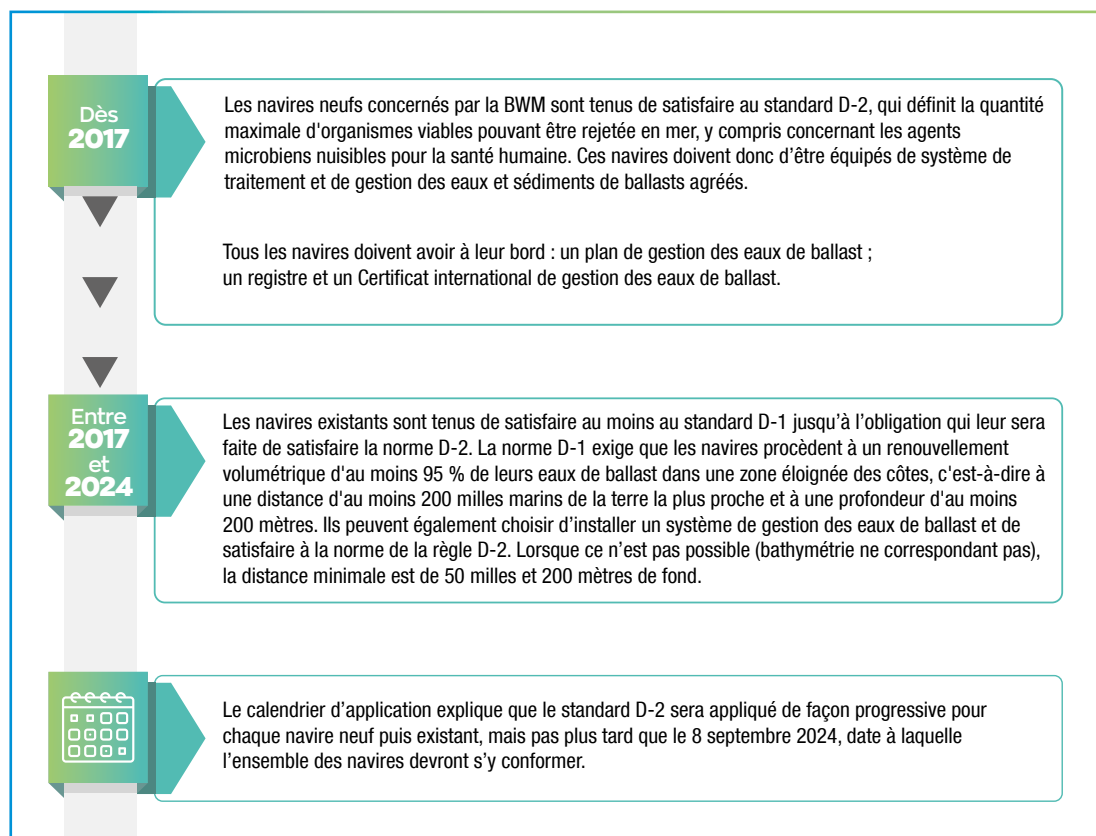 Dès
2017
Les navires neufs concernés par la BWM sont tenus de satisfaire au standard D-2, qui définit la quantité
maximale d'organismes viables pouvant être rejetée en mer, y compris concernant les agents
microbiens nuisibles pour la santé humaine. Ces navires doivent donc d’être équipés de système de
traitement et de gestion des eaux et sédiments de ballasts agréés.
Tous les navires doivent avoir à leur bord : un plan de gestion des eaux de ballast ;
un registre et un Certificat international de gestion des eaux de ballast.
Entre
2017
et
2024
Les navires existants sont tenus de satisfaire au moins au standard D-1 jusqu’à l’obligation qui leur sera
faite de satisfaire la norme D-2. La norme D-1 exige que les navires procèdent à un renouvellement
volumétrique d'au moins 95 % de leurs eaux de ballast dans une zone éloignée des côtes, c'est-à-dire à
une distance d'au moins 200 milles marins de la terre la plus proche et à une profondeur d'au moins
200 mètres. Ils peuvent également choisir d’installer un système de gestion des eaux de ballast et de
satisfaire à la norme de la règle D-2. Lorsque ce n’est pas possible (bathymétrie ne correspondant pas),
la distance minimale est de 50 milles et 200 mètres de fond.
Le calendrier d’application explique que le standard D-2 sera appliqué de façon progressive pour
chaque navire neuf puis existant, mais pas plus tard que le 8 septembre 2024, date à laquelle
l’ensemble des navires devront s’y conformer.